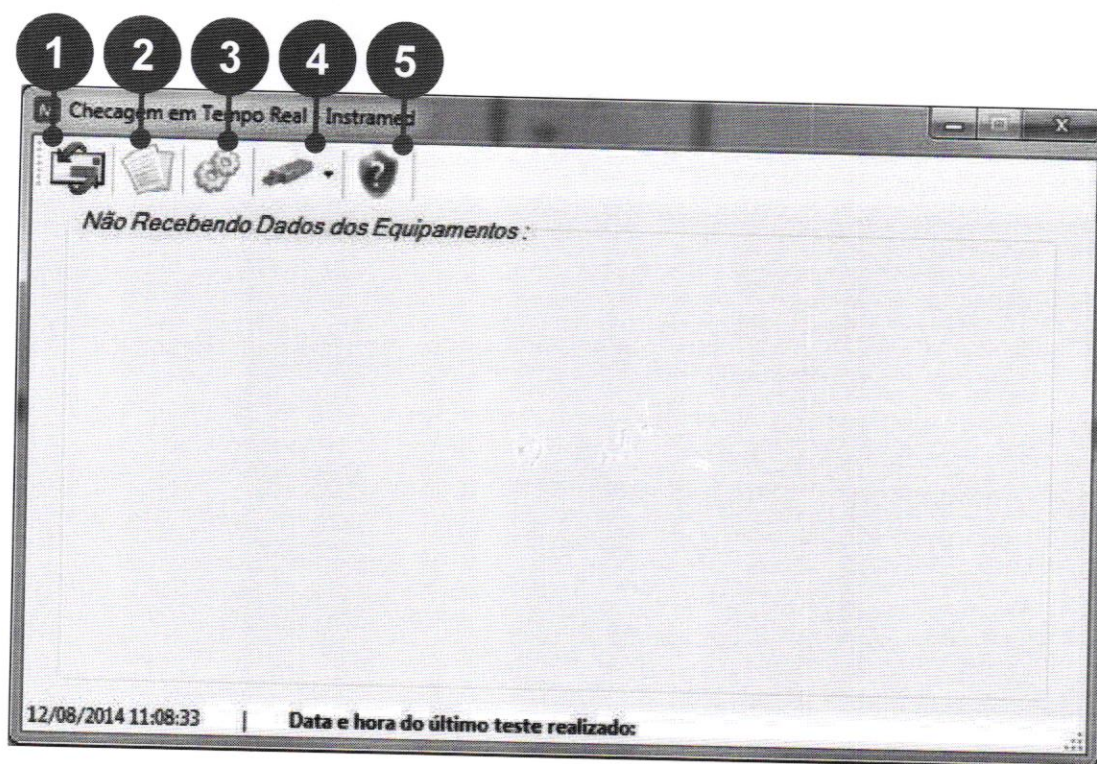 1 2 3 4 5
Checagem em Tempo Real Instramed
Não Recebendo Dados dos Equipamentos :
12/08/2014 11:08:33 | Data e hora do último teste realizado: